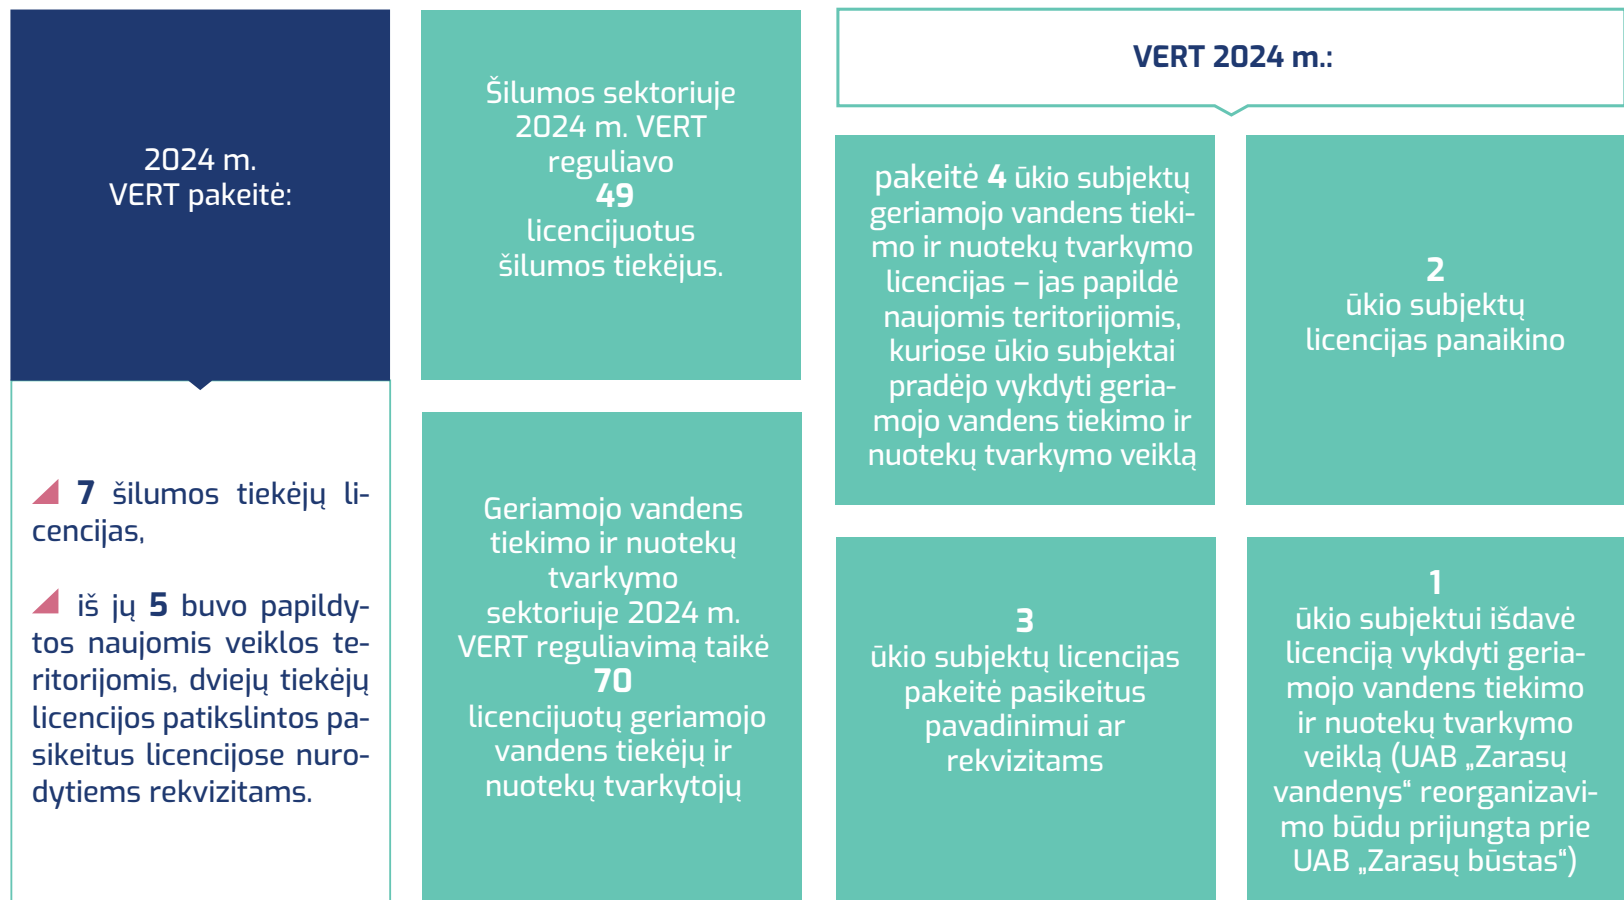 2024 m.
VERT pakeitė:
7 šilumos tiekėjų li-
cencijas,
iš jų 5 buvo papildy-
tos naujomis veiklos te-
ritorijomis, dviejų tiekėjų
licencijos patikslintos pa-
sikeitus licencijose nuro-
dytiems rekvizitams.
Šilumos sektoriuje
2024 m. VERT
reguliavo
49
licencijuotus
šilumos tiekėjus.
Geriamojo vandens
tiekimo ir nuotekų
tvarkymo
sektoriuje 2024 m.
VERT reguliavimą taikė
70
licencijuotų geriamojo
vandens tiekėjų ir
nuotekų tvarkytojų
VERT 2024 m.:
pakeitė 4 ūkio subjektų
geriamojo vandens tieki-
mo ir nuotekų tvarkymo
licencijas – jas papildė
naujomis teritorijomis,
kuriose ūkio subjektai
pradėjo vykdyti geria-
mojo vandens tiekimo ir
nuotekų tvarkymo veiklą
2
ūkio subjektų
licencijas panaikino
3
ūkio subjektų licencijas
pakeitė pasikeitus
pavadinimui ar
rekvizitams
1
ūkio subjektui išdavė
licenciją vykdyti geria-
mojo vandens tiekimo
ir nuotekų tvarkymo
veiklą (UAB „Zarasų
vandenys“ reorganizavi-
mo būdu prijungta prie
UAB „Zarasų būstas“)